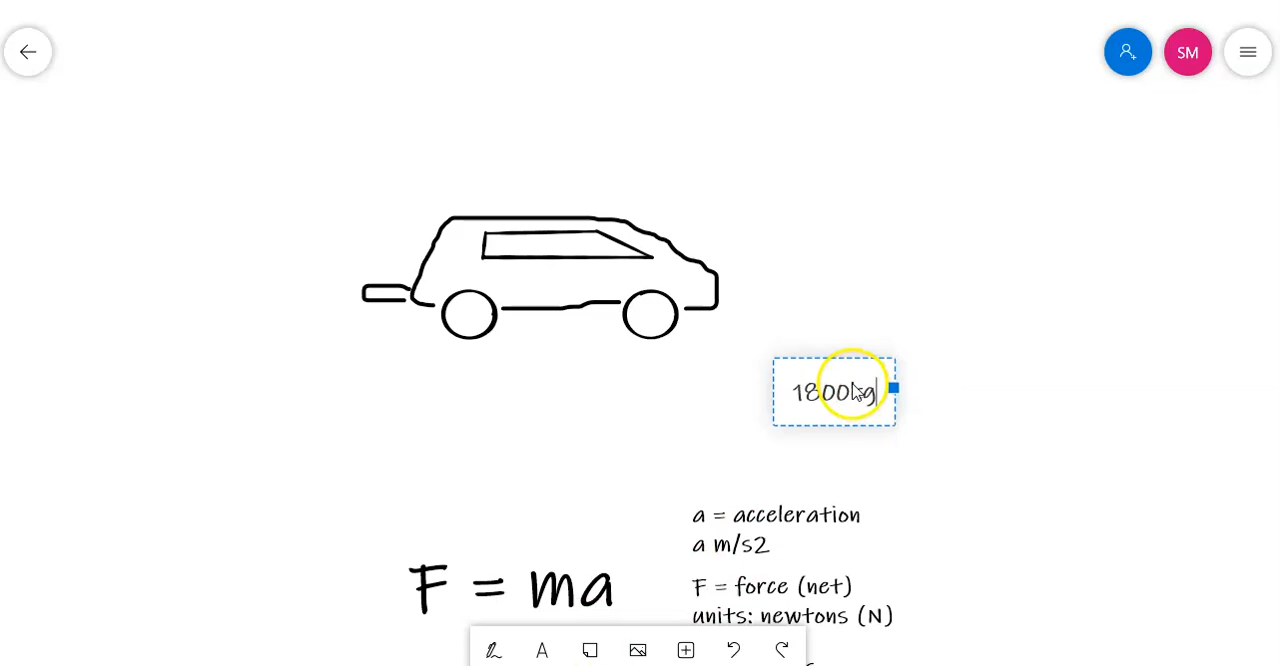 SM
1800kg
a = acceleration
a m/s2
F = ma
F = force (net)
units: newtons (N)
A